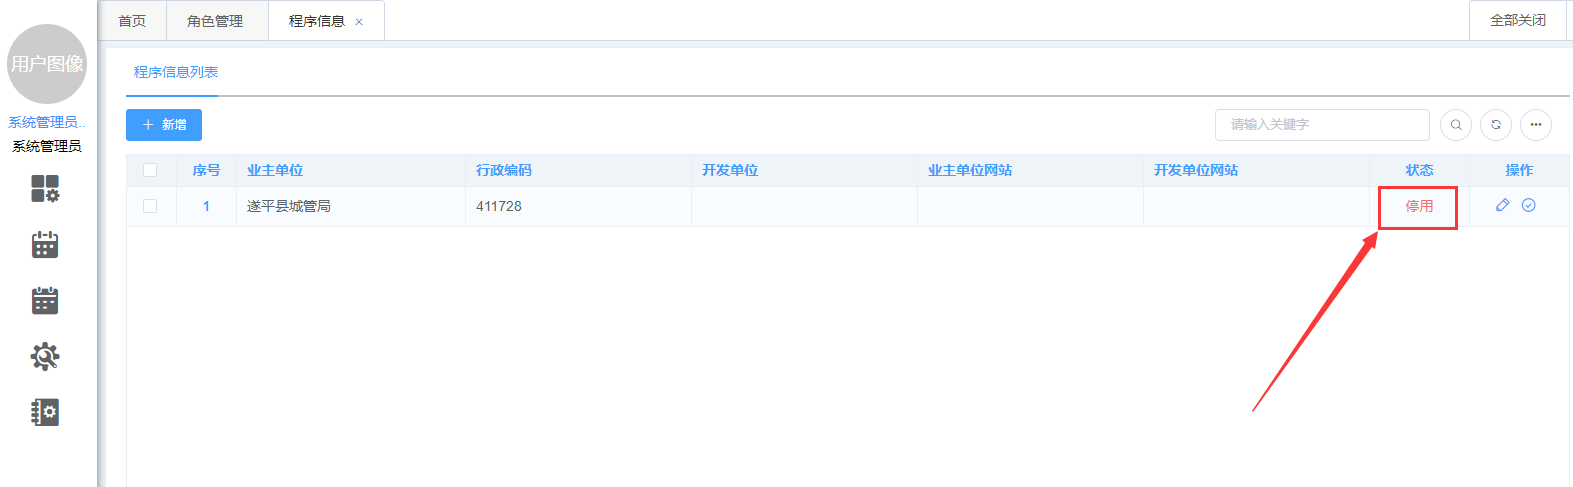 首页 角色管理 程序信息 × 全部关闭
用户图像
系统管理员..
系统管理员
程序信息列表
+ 新增 请输入关键字
序号 业主单位 行政编码 开发单位 业主单位网站 开发单位网站 状态 操作
1 遂平县城管局 411728 停用